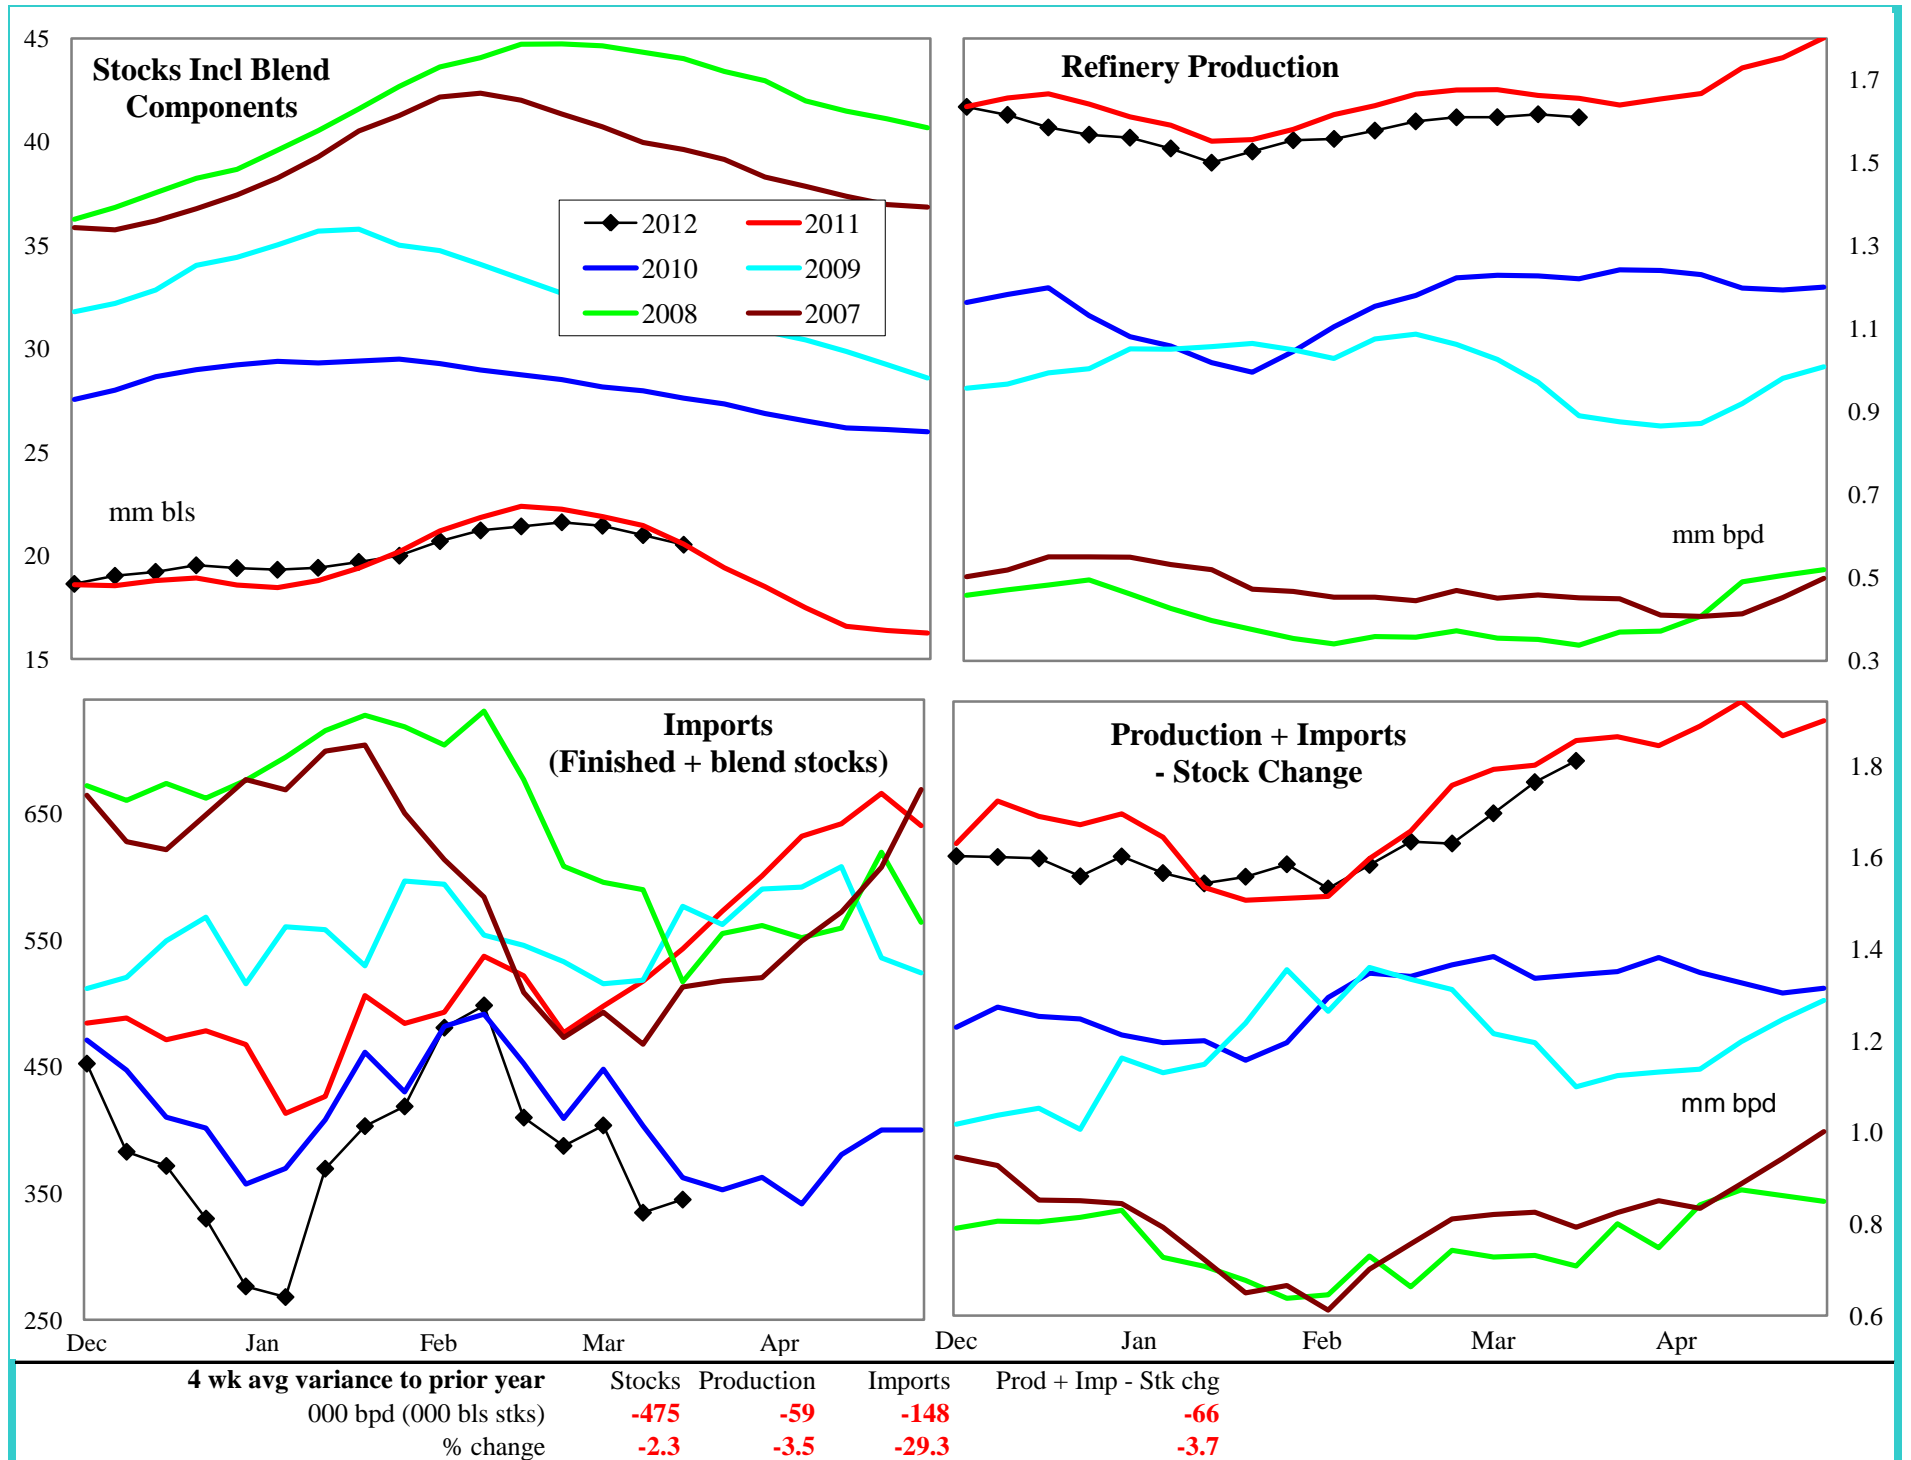 45
40
35
30
25
20
15
Stocks Incl Blend
Components
mm bls
2012 2011
2010 2009
2008 2007
Refinery Production
mm bpd
1.7
1.5
1.3
1.1
0.9
0.7
0.5
0.3
650
550
450
350
250
Imports
(Finished + blend stocks)
Dec Jan Feb Mar Apr
Production + Imports
- Stock Change
mm bpd
1.8
1.6
1.4
1.2
1.0
0.8
0.6
Dec Jan Feb Mar Apr
4 wk avg variance to prior year Stocks Production Imports Prod + Imp - Stk chg
000 bpd (000 bls stks) -475 -59 -148 -66
% change -2.3 -3.5 -29.3 -3.7